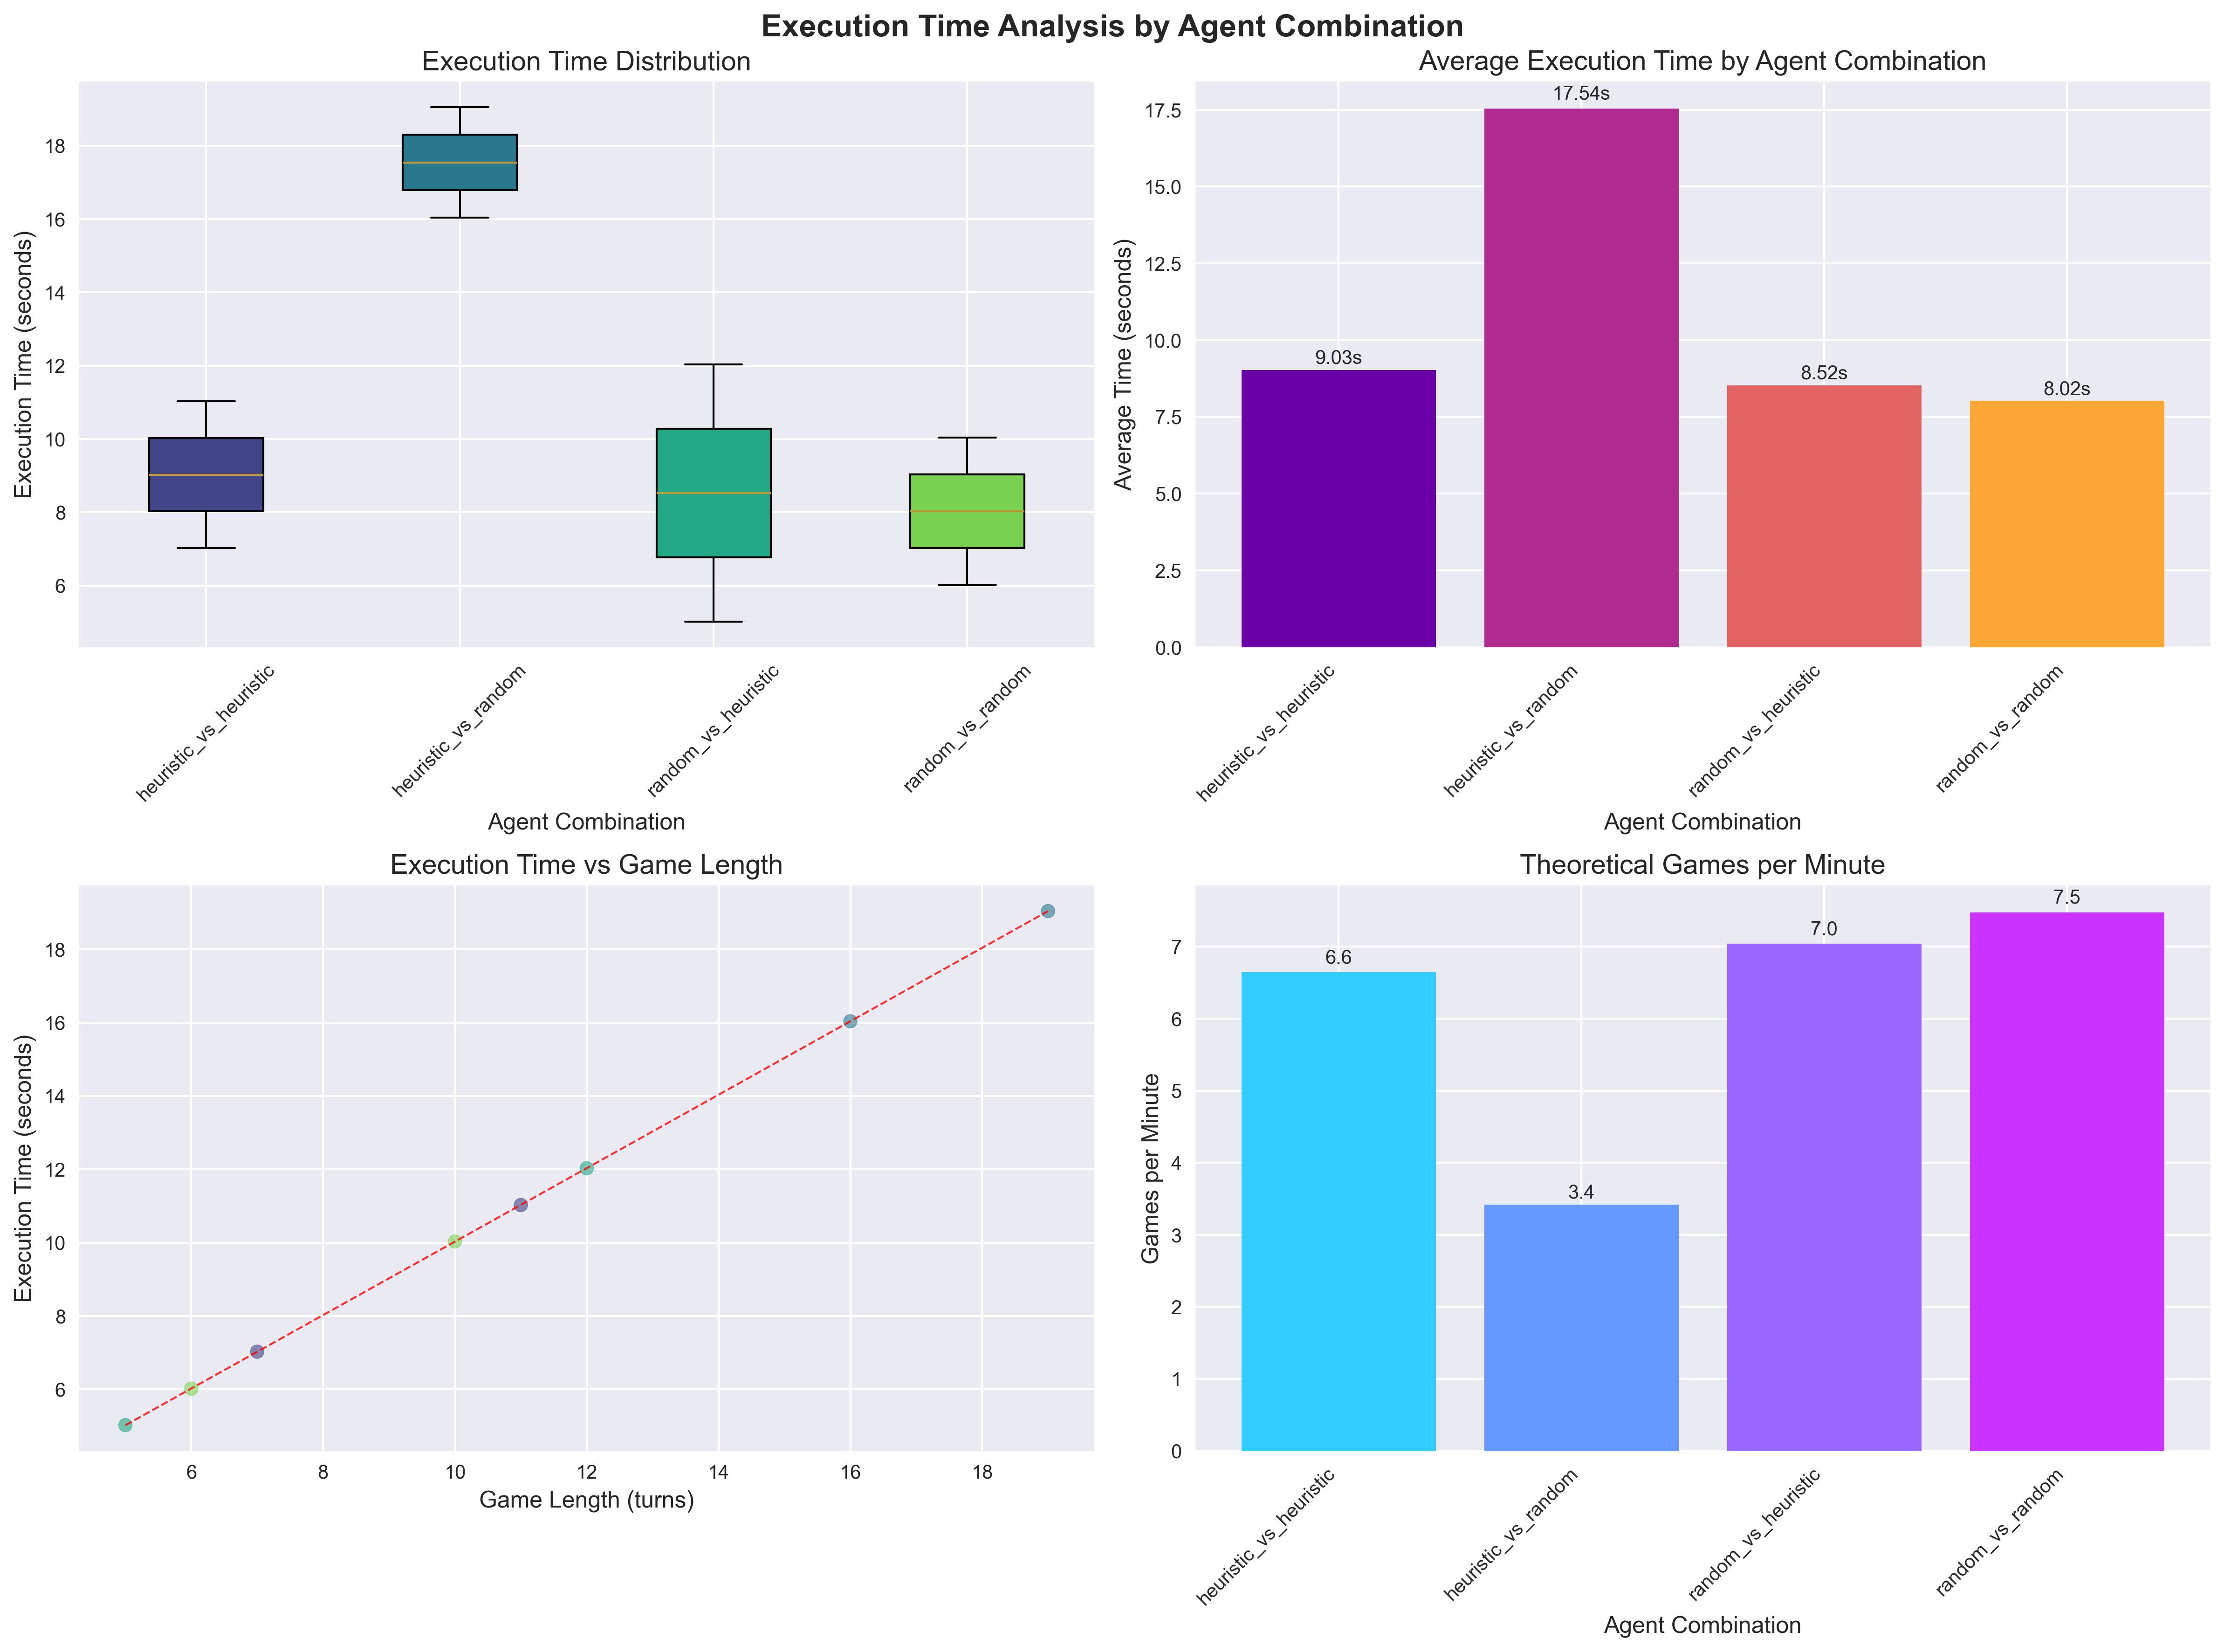 Execution Time Analysis by Agent Combination
Execution Time Distribution
Execution Time (seconds)
18
16
14
12
10
8
6
heuristic_vs_heuristic
heuristic_vs_random
random_vs_heuristic
random_vs_random
Agent Combination
Average Execution Time by Agent Combination
Average Time (seconds)
17.5
15.0
12.5
10.0
7.5
5.0
2.5
0.0
9.03s
17.54s
8.52s
8.02s
heuristic_vs_heuristic
heuristic_vs_random
random_vs_heuristic
random_vs_random
Agent Combination
Execution Time vs Game Length
Execution Time (seconds)
18
16
14
12
10
8
6
6 8 10 12 14 16 18
Game Length (turns)
Theoretical Games per Minute
Games per Minute
7
6
5
4
3
2
1
0
6.6
3.4
7.0
7.5
heuristic_vs_heuristic
heuristic_vs_random
random_vs_heuristic
random_vs_random
Agent Combination